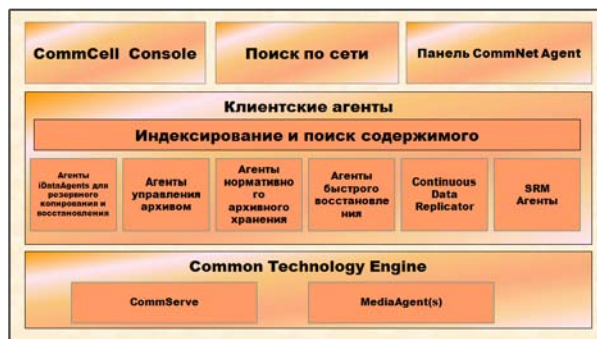 CommCell Console
Поиск по сети
Панель CommNet Agent
Клиентские агенты
Индексирование и поиск содержимого
Агенты
iDataAgents для
резервного
копирования и
восстановления
Агенты
управления
архивом
Агенты
нормативно
го
архивного
хранения
Агенты
быстрого
восстановле
ния
Continuous
Data
Replicator
SRM
Агенты
Common Technology Engine
CommServe
MediaAgent(s)